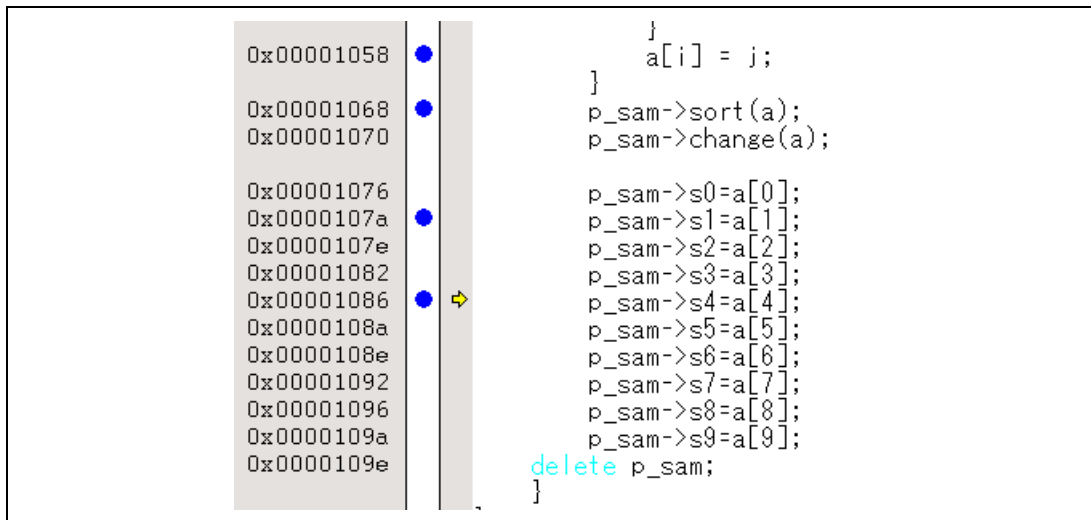 }
0x00001058 a[i] = j;
}
0x00001068 p_sam->sort(a);
0x00001070 p_sam->change(a);
0x00001076 p_sam->s0=a[0];
0x0000107a p_sam->s1=a[1];
0x0000107e p_sam->s2=a[2];
0x00001082 p_sam->s3=a[3];
0x00001086 p_sam->s4=a[4];
0x0000108a p_sam->s5=a[5];
0x0000108e p_sam->s6=a[6];
0x00001092 p_sam->s7=a[7];
0x00001096 p_sam->s8=a[8];
0x0000109a p_sam->s9=a[9];
0x0000109e delete p_sam;
}